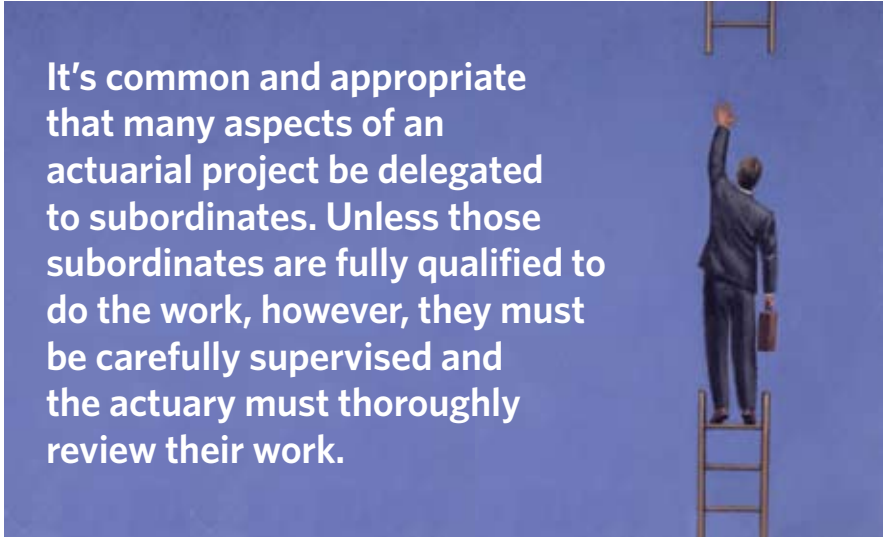 It’s common and appropriate
that many aspects of an
actuarial project be delegated
to subordinates. Unless those
subordinates are fully qualified to
do the work, however, they must
be carefully supervised and
the actuary must thoroughly
review their work.